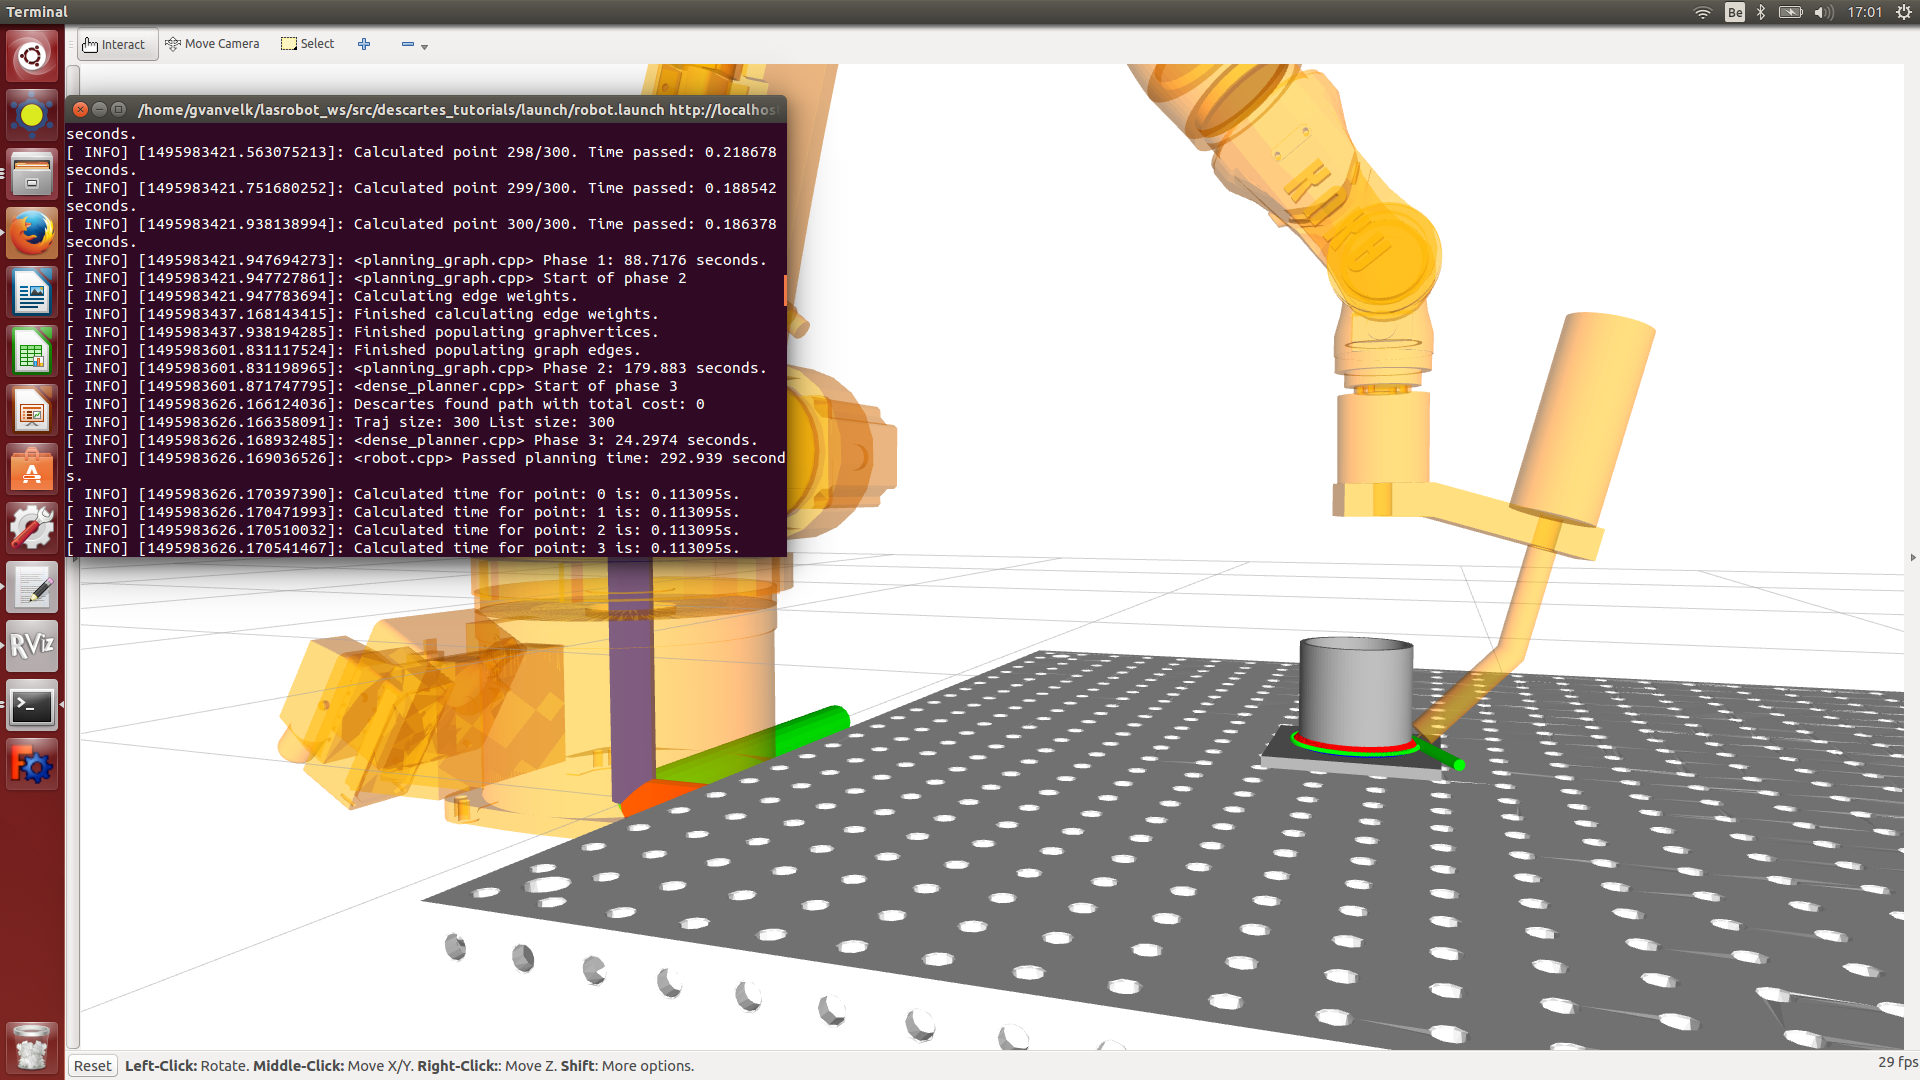 Terminal
Be
17:01
Interact
Move Camera
Select
/home/gvanvelk/lasrobot_ws/src/descartes_tutorials/launch/robot.launch http://localhos
seconds.
[ INFO] [1495983421.563075213]: Calculated point 298/300. Time passed: 0.218678
seconds.
[ INFO] [1495983421.751680252]: Calculated point 299/300. Time passed: 0.188542
seconds.
[ INFO] [1495983421.938138994]: Calculated point 300/300. Time passed: 0.186378
seconds.
[ INFO] [1495983421.947694273]: <planning_graph.cpp> Phase 1: 88.7176 seconds.
[ INFO] [1495983421.947727861]: <planning_graph.cpp> Start of phase 2
[ INFO] [1495983421.947783694]: Calculating edge weights.
[ INFO] [1495983437.168143415]: Finished calculating edge weights.
[ INFO] [1495983437.938194285]: Finished populating graphvertices.
[ INFO] [1495983601.831117524]: Finished populating graph edges.
[ INFO] [1495983601.831198965]: <planning_graph.cpp> Phase 2: 179.883 seconds.
[ INFO] [1495983601.871747795]: <dense_planner.cpp> Start of phase 3
[ INFO] [1495983626.166124036]: Descartes found path with total cost: 0
[ INFO] [1495983626.166358091]: Traj size: 300 List size: 300
[ INFO] [1495983626.168932485]: <dense_planner.cpp> Phase 3: 24.2974 seconds.
[ INFO] [1495983626.169036526]: <robot.cpp> Passed planning time: 292.939 second
s.
[ INFO] [1495983626.170397390]: Calculated time for point: 0 is: 0.113095s.
[ INFO] [1495983626.170471993]: Calculated time for point: 1 is: 0.113095s.
[ INFO] [1495983626.170510032]: Calculated time for point: 2 is: 0.113095s.
[ INFO] [1495983626.170541467]: Calculated time for point: 3 is: 0.113095s.
RViz
Reset
Left-Click: Rotate. Middle-Click: Move X/Y. Right-Click:: Move Z. Shift: More options.
29 fps